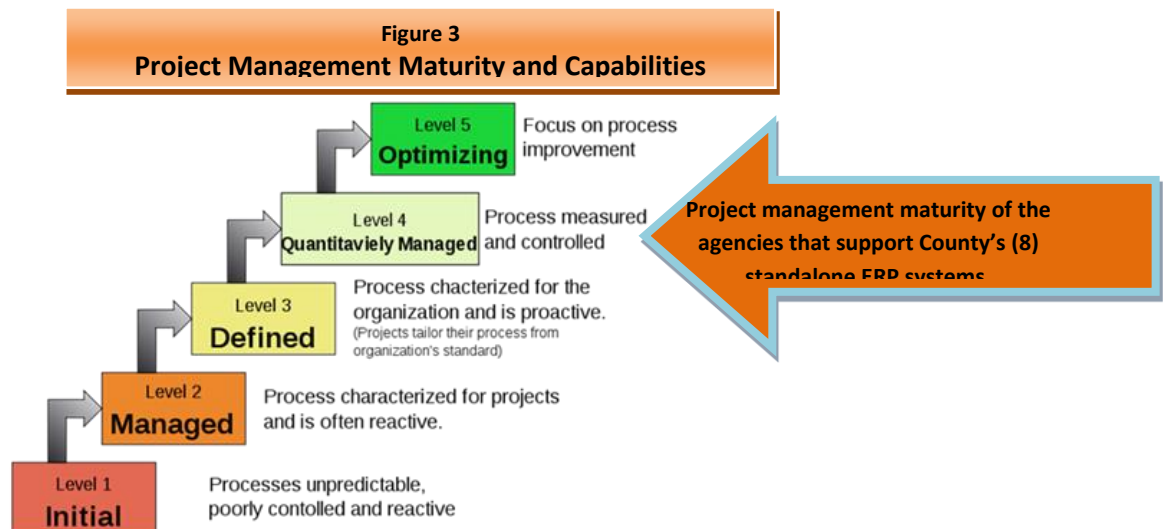 Figure 3
Project Management Maturity and Capabilities
Level 5
Optimizing
Focus on process
improvement
Level 4
Quantitaviely Managed
Process measured
and controlled
Project management maturity of the
agencies that support County's (8)
standalone ERP systems
Level 3
Defined
Process chacterized for the
organization and is proactive.
(Projects tailor their process from
organization's standard)
Level 2
Managed
Process characterized for projects
and is often reactive.
Level 1
Initial
Processes unpredictable,
poorly contolled and reactive